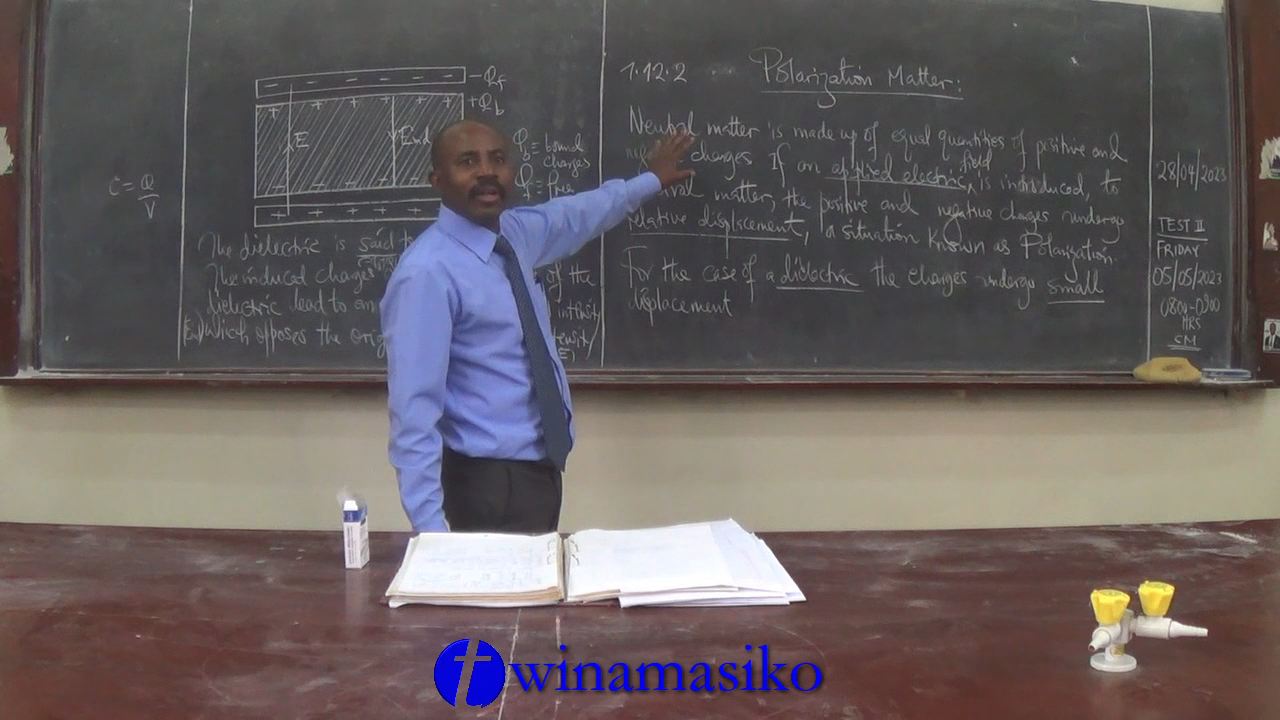 C = Q
V
- Qf
+ Qb
E
End
Qb ≡ bound
charges
Qf ≡ free
The dielectric is said to
The induced charges of the
dielectric lead to an
which opposes the
(E)
1.12.2 ... Polarization Matter:
Neutral matter is made up of equal quantities of positive and
charges If an applied electric field is introduced, to
matter, the positive and negative charges undergo
relative displacement, a situation known as Polarization.
For the case of a dielectric the charges undergo small
displacement
28/04/2023
TEST II
FRIDAY
05/05/2023
0800-0900
HRS
SM
twinamasiko